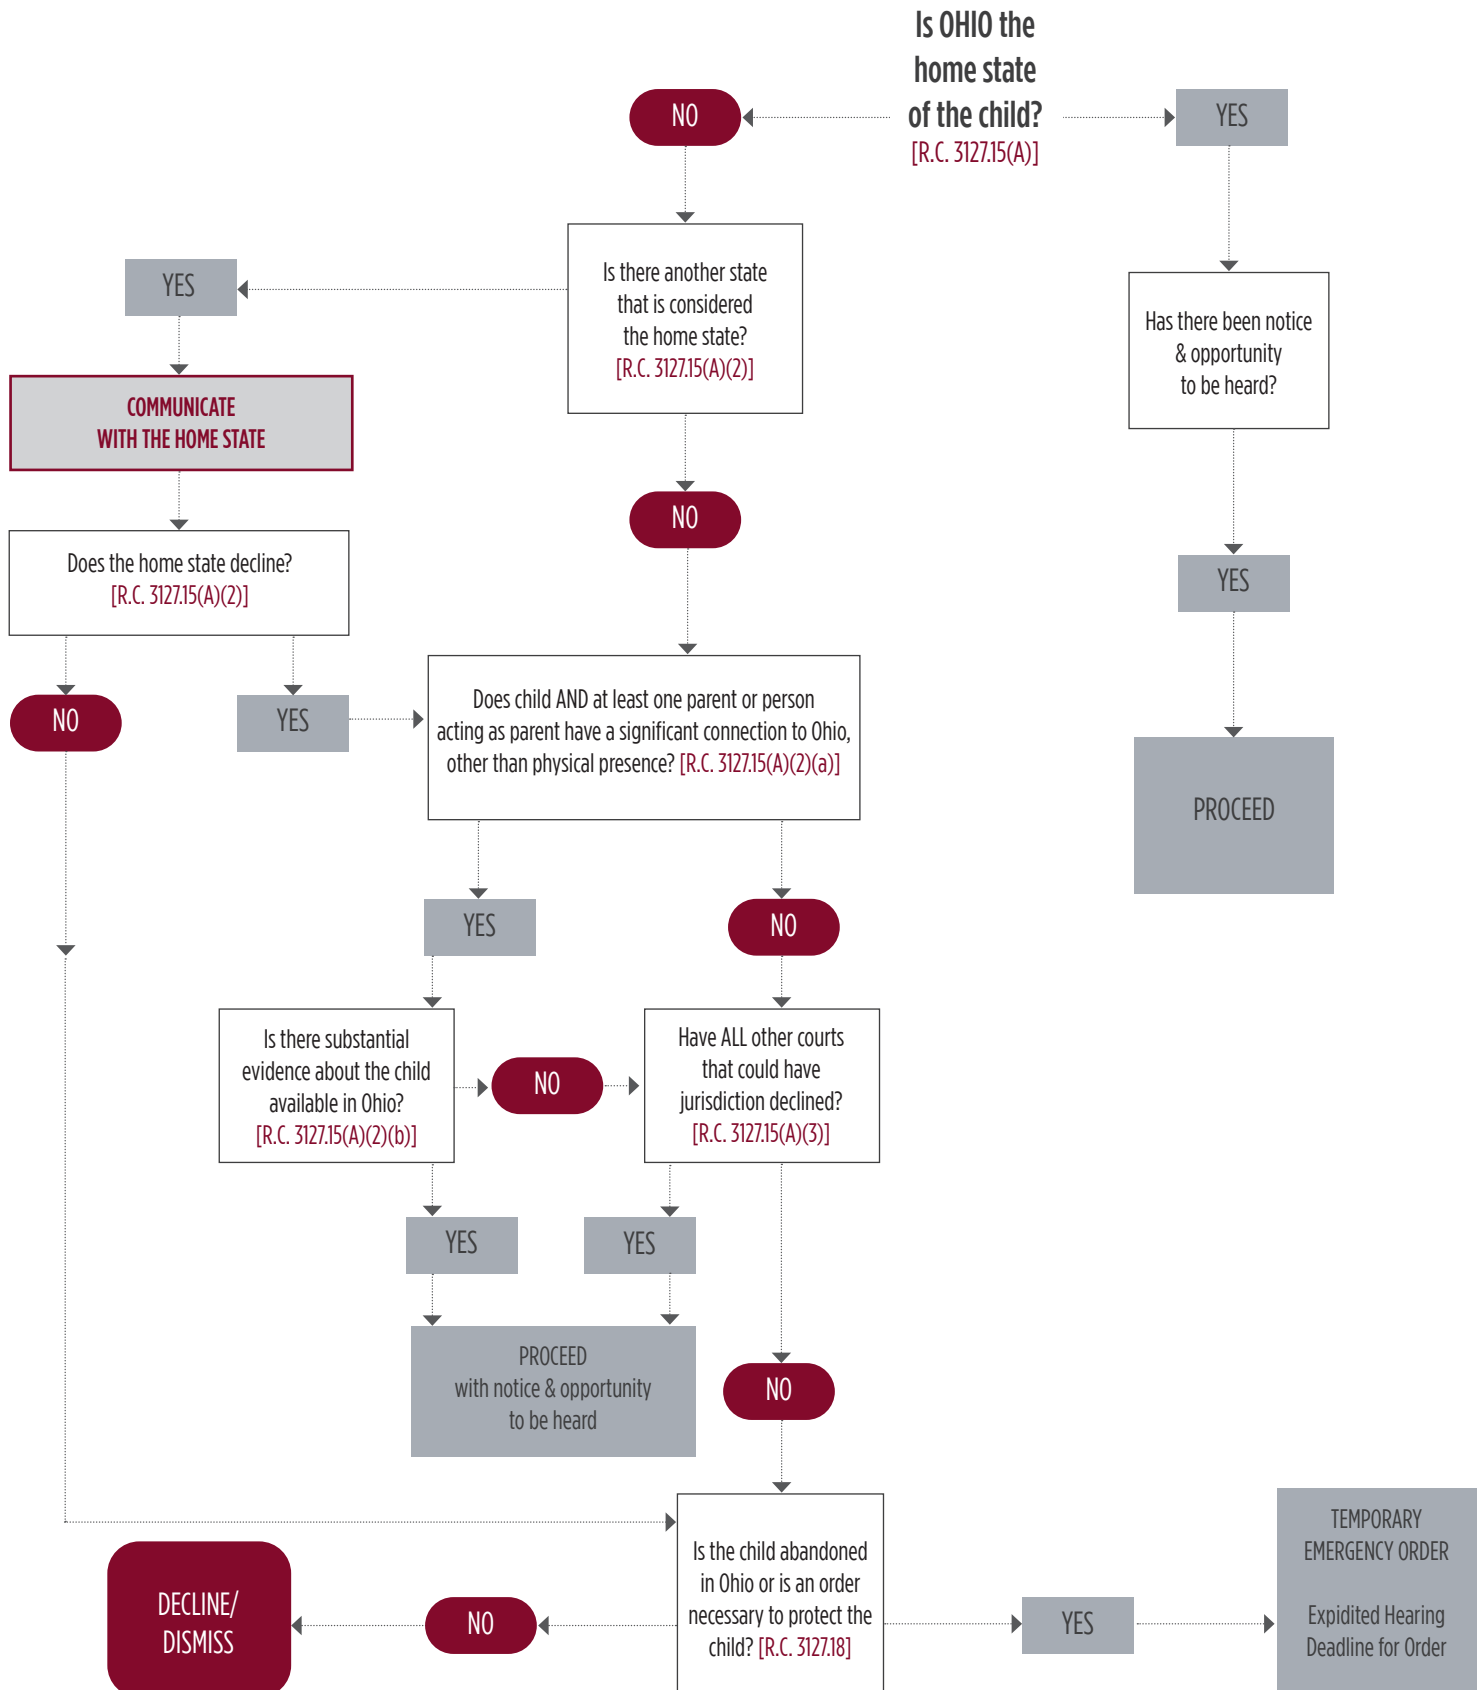 Is OHIO the
home state
of the child?
[R.C. 3127.15(A)]
NO
YES
Is there another state
that is considered
the home state?
[R.C. 3127.15(A)(2)]
YES
Has there been notice
& opportunity
to be heard?
COMMUNICATE
WITH THE HOME STATE
NO
Does the home state decline?
[R.C. 3127.15(A)(2)]
YES
NO
YES
Does child AND at least one parent or person
acting as parent have a significant connection to Ohio,
other than physical presence? [R.C. 3127.15(A)(2)(a)]
PROCEED
YES
NO
Is there substantial
evidence about the child
available in Ohio?
[R.C. 3127.15(A)(2)(b)]
NO
Have ALL other courts
that could have
jurisdiction declined?
[R.C. 3127.15(A)(3)]
YES
YES
PROCEED
with notice & opportunity
to be heard
NO
Is the child abandoned
in Ohio or is an order
necessary to protect the
child? [R.C. 3127.18]
DECLINE/
DISMISS
NO
YES
TEMPORARY
EMERGENCY ORDER
Expidited Hearing
Deadline for Order